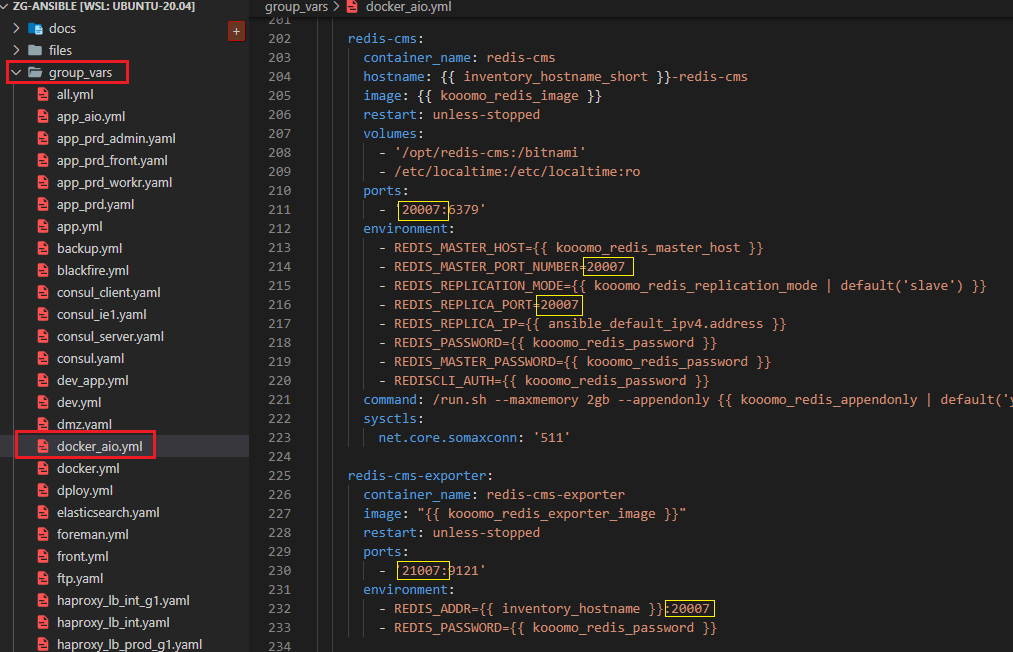 ZG-ANSIBLE [WSL: UBUNTU-20.04]
docs
files
group_vars
all.yml
app_aio.yml
app_prd_admin.yaml
app_prd_front.yaml
app_prd_workr.yaml
app_prd.yaml
app.yml
backup.yml
blackfire.yml
consul_client.yaml
consul_ie1.yaml
consul_server.yaml
consul.yaml
dev_app.yml
dev.yml
dmz.yaml
docker_aio.yml
docker.yml
dploy.yml
elasticsearch.yaml
foreman.yml
front.yml
ftp.yaml
haproxy_lb_int_g1.yaml
haproxy_lb_int.yaml
haproxy_lb_prod_g1.yaml
+
group_vars > docker_aio.yml
201
202 redis-cms:
203 container_name: redis-cms
204 hostname: {{ inventory_hostname_short }}-redis-cms
205 image: {{ kooomo_redis_image }}
206 restart: unless-stopped
207 volumes:
208 - '/opt/redis-cms:/bitnami'
209 - /etc/localtime:/etc/localtime:ro
210 ports:
211 - '20007:6379'
212 environment:
213 - REDIS_MASTER_HOST={{ kooomo_redis_master_host }}
214 - REDIS_MASTER_PORT_NUMBER=20007
215 - REDIS_REPLICATION_MODE={{ kooomo_redis_replication_mode | default('slave') }}
216 - REDIS_REPLICA_PORT=20007
217 - REDIS_REPLICA_IP={{ ansible_default_ipv4.address }}
218 - REDIS_PASSWORD={{ kooomo_redis_password }}
219 - REDIS_MASTER_PASSWORD={{ kooomo_redis_password }}
220 - REDISCLI_AUTH={{ kooomo_redis_password }}
221 command: /run.sh --maxmemory 2gb --appendonly {{ kooomo_redis_appendonly | default('y
222 sysctls:
223 net.core.somaxconn: '511'
224
225 redis-cms-exporter:
226 container_name: redis-cms-exporter
227 image: "{{ kooomo_redis_exporter_image }}"
228 restart: unless-stopped
229 ports:
230 - '21007:9121'
231 environment:
232 - REDIS_ADDR={{ inventory_hostname }}:20007
233 - REDIS_PASSWORD={{ kooomo_redis_password }}
234